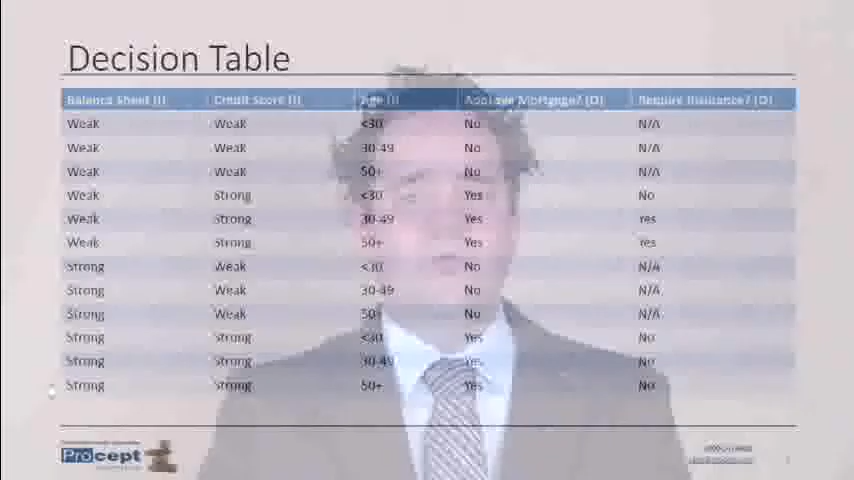 Decision Table
Balance Sheet (I) Credit Score (I) Age (I) Approve Mortgage? (O) Require Insurance? (O)
Weak Weak <30 No N/A
Weak Weak 30-49 No N/A
Weak Weak 50+ No N/A
Weak Strong <30 Yes No
Weak Strong 30-49 Yes Yes
Weak Strong 50+ Yes Yes
Strong Weak <30 No N/A
Strong Weak 30-49 No N/A
Strong Weak 50+ No N/A
Strong Strong <30 Yes No
Strong Strong 30-49 Yes No
Strong Strong 50+ Yes No
Procept